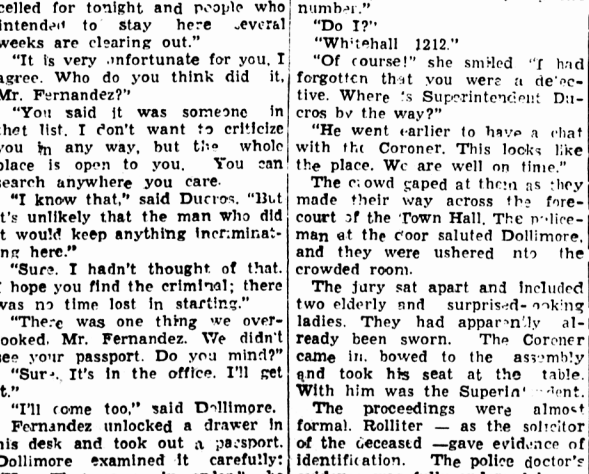 celled for tonight and people who
intended to stay here several
weeks are clearing out."
"It is very unfortunate for you, I
agree. Who do you think did it,
Mr. Fernandez?"
"You said it was someone in
that list. I don't want to criticize
you in any way, but the whole
place is open to you. You can
search anywhere you care.
"I know that," said Ducros. "But
it's unlikely that the man who did
it would keep anything incriminat-
ing here."
"Sure. I hadn't thought of that.
I hope you find the criminal; there
was no time lost in starting."
"There was one thing we over-
looked, Mr. Fernandez. We didn't
see your passport. Do you mind?"
"Sure. It's in the office. I'll get
it."
"I'll come too," said Dollimore.
Fernandez unlocked a drawer in
his desk and took out a passport.
Dollimore examined it carefully:
number."
"Do I?"
"Whitehall 1212."
"Of course!" she smiled "I had
forgotten that you were a detec-
tive. Where is Superintendent Du-
cros by the way?"
"He went earlier to have a chat
with the Coroner. This looks like
the place. We are well on time."
The crowd gaped at them as they
made their way across the fore-
court of the Town Hall. The police-
man at the door saluted Dollimore,
and they were ushered into the
crowded room.
The jury sat apart and included
two elderly and surprised-looking
ladies. They had apparently al-
ready been sworn. The Coroner
came in, bowed to the assembly
and took his seat at the table.
With him was the Superintendent.
The proceedings were almost
formal. Rolliter — as the solicitor
of the deceased —gave evidence of
identification. The police doctor's